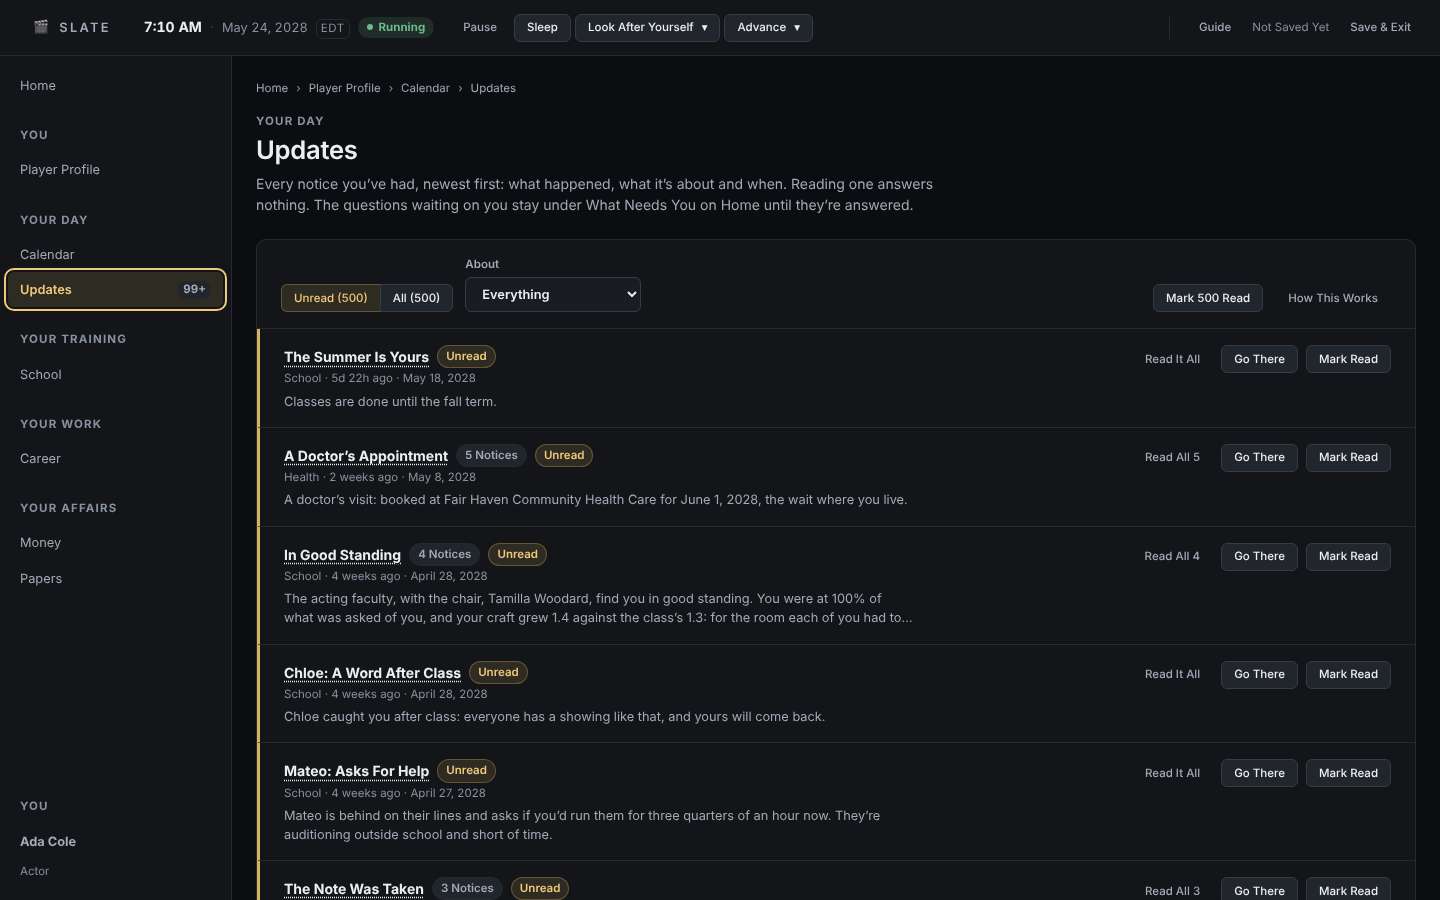 SLATE
7:10 AM · May 24, 2028 EDT Running
Pause Sleep Look After Yourself ▾ Advance ▾
Guide Not Saved Yet Save & Exit
Home
YOU
Player Profile
YOUR DAY
Calendar
Updates 99+
YOUR TRAINING
School
YOUR WORK
Career
YOUR AFFAIRS
Money
Papers
YOU
Ada Cole
Actor
Home › Player Profile › Calendar › Updates
YOUR DAY
Updates
Every notice you’ve had, newest first: what happened, what it’s about and when. Reading one answers
nothing. The questions waiting on you stay under What Needs You on Home until they’re answered.
About
Unread (500) All (500) Everything Mark 500 Read How This Works
The Summer Is Yours Unread Read It All Go There Mark Read
School · 5d 22h ago · May 18, 2028
Classes are done until the fall term.
A Doctor’s Appointment 5 Notices Unread Read All 5 Go There Mark Read
Health · 2 weeks ago · May 8, 2028
A doctor’s visit: booked at Fair Haven Community Health Care for June 1, 2028, the wait where you live.
In Good Standing 4 Notices Unread Read All 4 Go There Mark Read
School · 4 weeks ago · April 28, 2028
The acting faculty, with the chair, Tamilla Woodard, find you in good standing. You were at 100% of
what was asked of you, and your craft grew 1.4 against the class’s 1.3: for the room each of you had to…
Chloe: A Word After Class Unread Read It All Go There Mark Read
School · 4 weeks ago · April 28, 2028
Chloe caught you after class: everyone has a showing like that, and yours will come back.
Mateo: Asks For Help Unread Read It All Go There Mark Read
School · 4 weeks ago · April 27, 2028
Mateo is behind on their lines and asks if you’d run them for three quarters of an hour now. They’re
auditioning outside school and short of time.
The Note Was Taken 3 Notices Unread Read All 3 Go There Mark Read